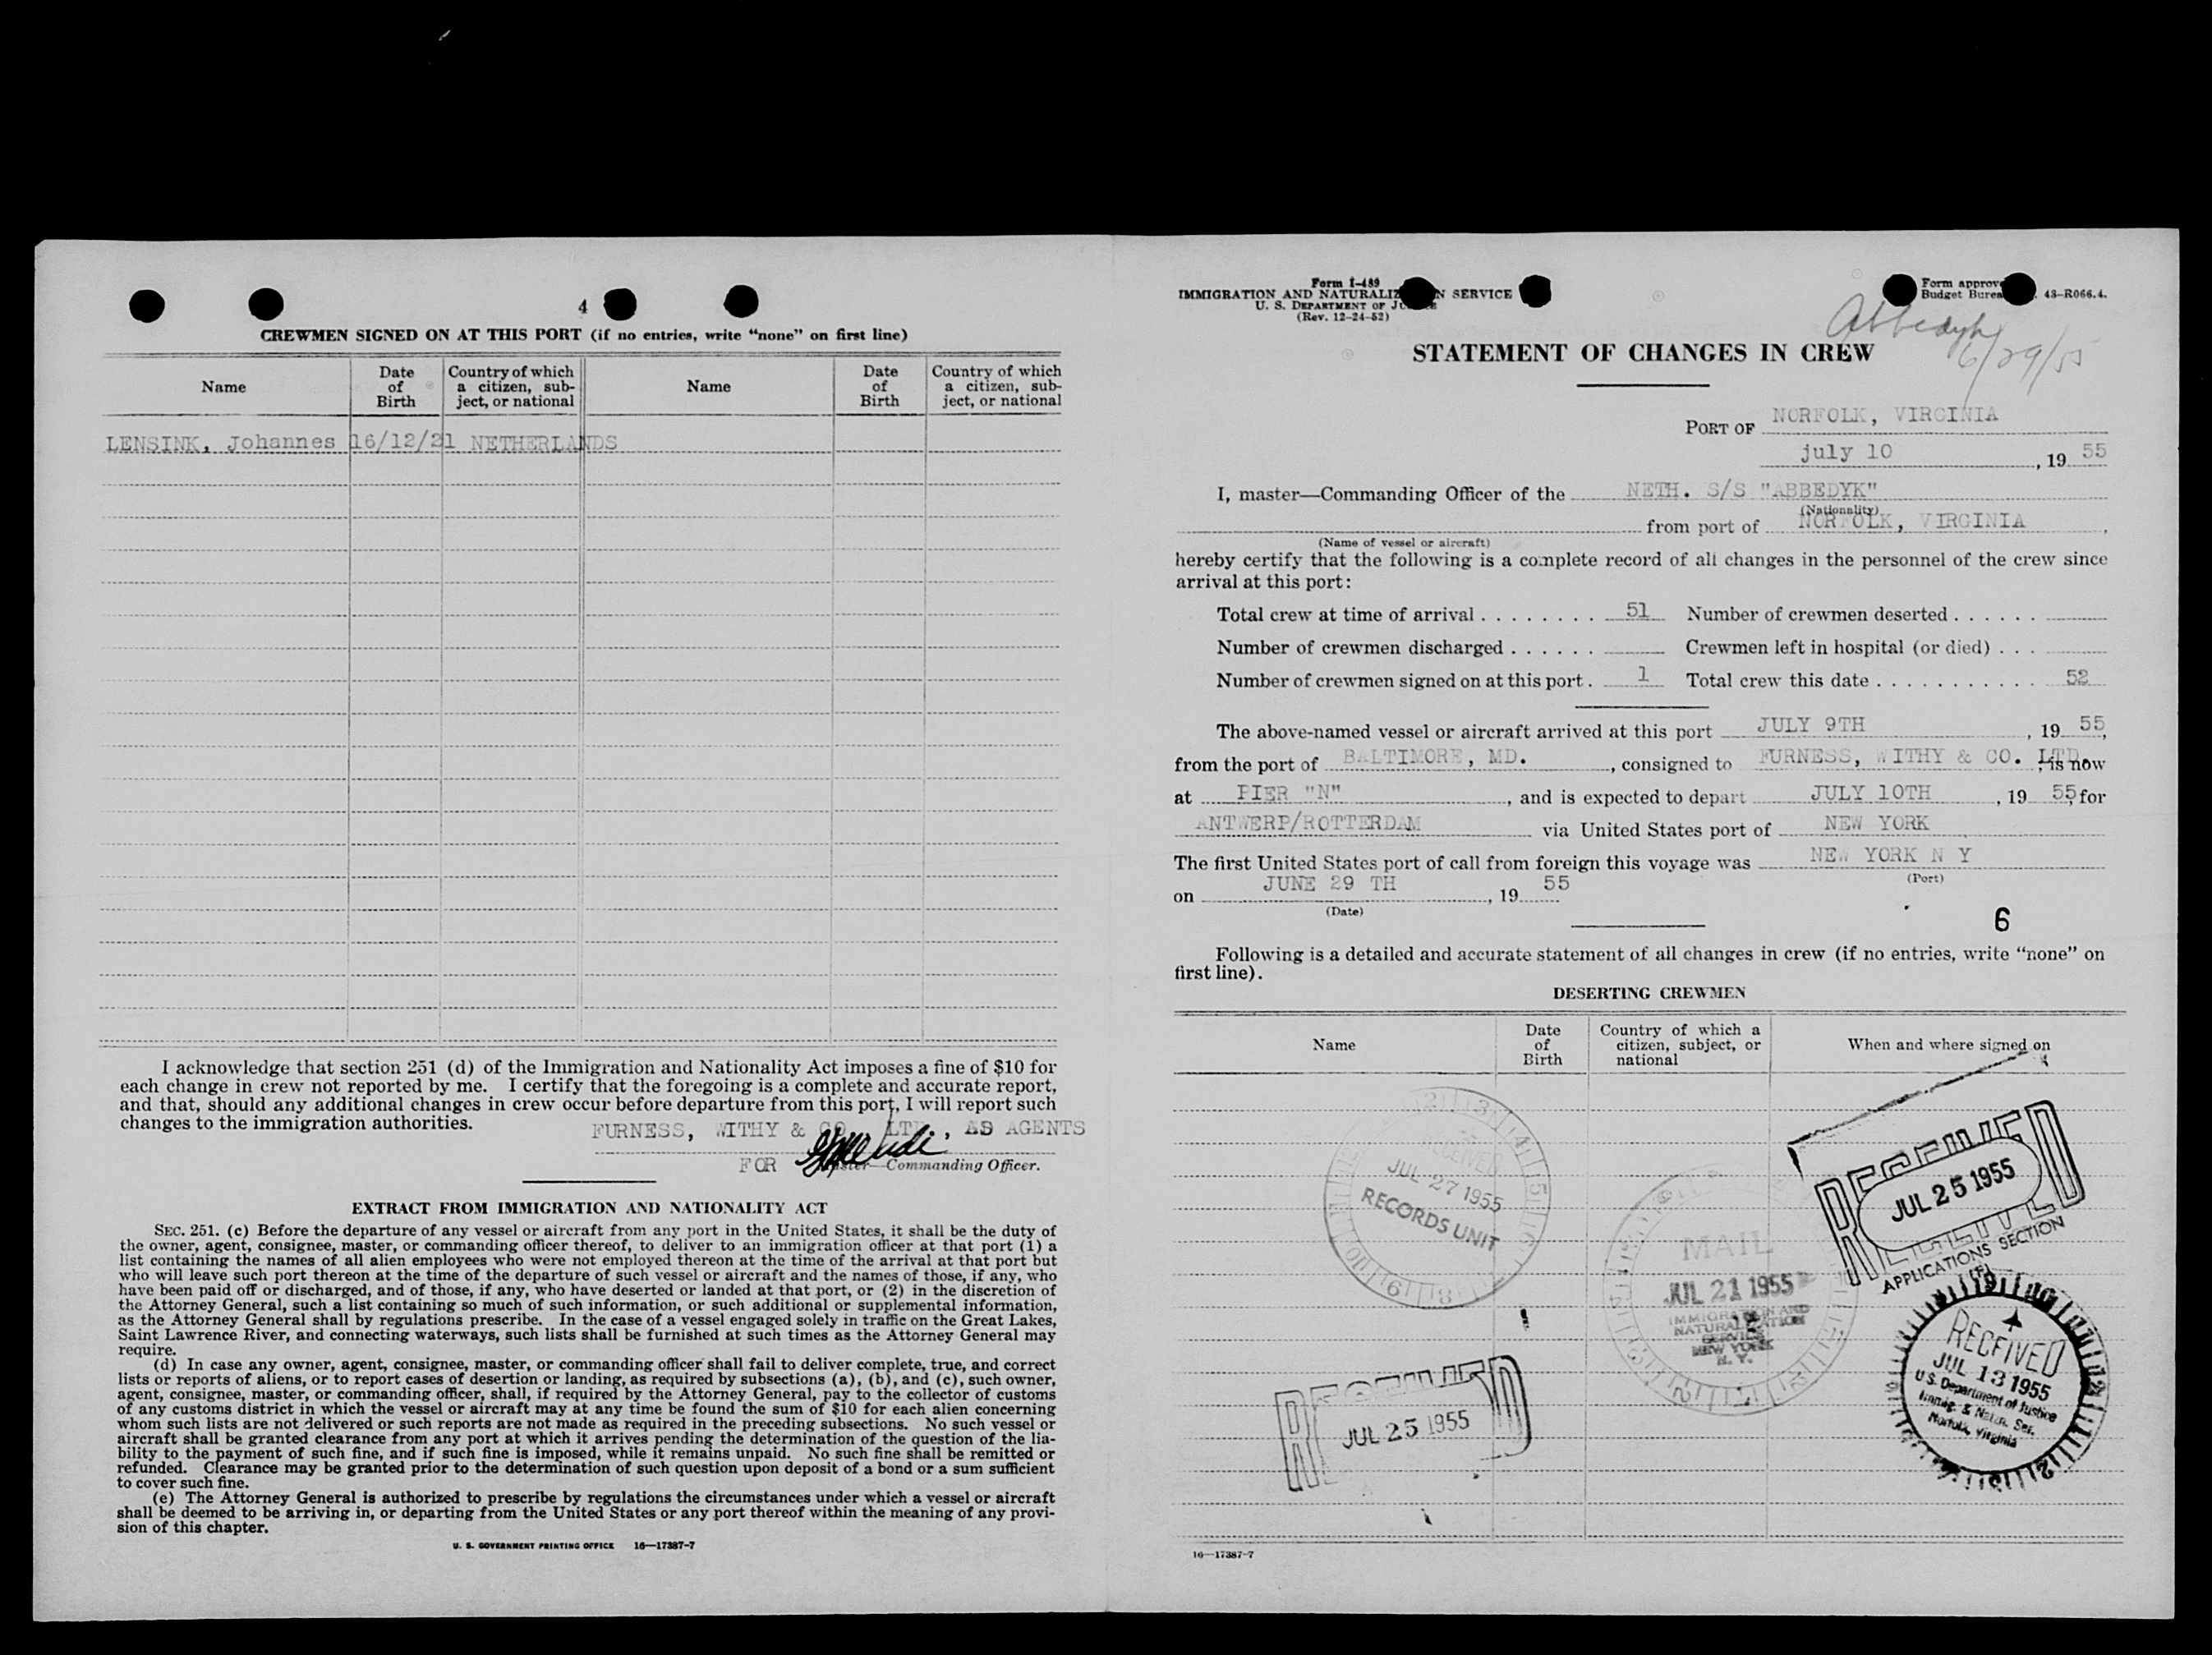 4
CREWMEN SIGNED ON AT THIS PORT (if no entries, write "none" on first line)
Name
Date of Birth
Country of which a citizen, subject, or national
Name
Date of Birth
Country of which a citizen, subject, or national
LENSINK, Johannes 16/12/21 NETHERLANDS
I acknowledge that section 251 (d) of the Immigration and Nationality Act imposes a fine of $10 for
each change in crew not reported by me. I certify that the foregoing is a complete and accurate report,
and that, should any additional changes in crew occur before departure from this port, I will report such
changes to the immigration authorities.
FURNESS, WITHY & CO. LTD., AS AGENTS
FOR
Master—Commanding Officer.
EXTRACT FROM IMMIGRATION AND NATIONALITY ACT
SEC. 251. (c) Before the departure of any vessel or aircraft from any port in the United States, it shall be the duty of
the owner, agent, consignee, master, or commanding officer thereof, to deliver to an immigration officer at that port (1) a
list containing the names of all alien employees who were not employed thereon at the time of the arrival at that port but
who will leave such port thereon at the time of the departure of such vessel or aircraft and the names of those, if any, who
have been paid off or discharged, and of those, if any, who have deserted or landed at that port, or (2) in the discretion of
the Attorney General, such a list containing so much of such information, or such additional or supplemental information,
as the Attorney General shall by regulations prescribe. In the case of a vessel engaged solely in traffic on the Great Lakes,
Saint Lawrence River, and connecting waterways, such lists shall be furnished at such times as the Attorney General may
require.
(d) In case any owner, agent, consignee, master, or commanding officer shall fail to deliver complete, true, and correct
lists or reports of aliens, or to report cases of desertion or landing, as required by subsections (a), (b), and (c), such owner,
agent, consignee, master, or commanding officer, shall, if required by the Attorney General, pay to the collector of customs
of any customs district in which the vessel or aircraft may at any time be found the sum of $10 for each alien concerning
whom such lists are not delivered or such reports are not made as required in the preceding subsections. No such vessel or
aircraft shall be granted clearance from any port at which it arrives pending the determination of the question of the lia-
bility to the payment of such fine, and if such fine is imposed, while it remains unpaid. No such fine shall be remitted or
refunded. Clearance may be granted prior to the determination of such question upon deposit of a bond or a sum sufficient
to cover such fine.
(e) The Attorney General is authorized to prescribe by regulations the circumstances under which a vessel or aircraft
shall be deemed to be arriving in, or departing from the United States or any port thereof within the meaning of any provi-
sion of this chapter.
U. S. GOVERNMENT PRINTING OFFICE 16—17387-7
Form I-489
IMMIGRATION AND NATURALIZ N SERVICE
U. S. DEPARTMENT OF JU
(Rev. 12-24-52)
Form approve
Budget Burea 43-R066.4.
Abbedyk
6/29/55
STATEMENT OF CHANGES IN CREW
PORT OF NORFOLK, VIRGINIA
july 10, 19 55
I, master—Commanding Officer of the NETH. S/S "ABBEDYK"
(Nationality)
from port of NORFOLK, VIRGINIA,
(Name of vessel or aircraft)
hereby certify that the following is a complete record of all changes in the personnel of the crew since
arrival at this port:
Total crew at time of arrival . . . . . . . . 51 Number of crewmen deserted . . . . . .
Number of crewmen discharged . . . . . . Crewmen left in hospital (or died) . . .
Number of crewmen signed on at this port . 1 Total crew this date . . . . . . . . . . . 52
The above-named vessel or aircraft arrived at this port JULY 9TH, 19 55,
from the port of BALTIMORE, MD., consigned to FURNESS, WITHY & CO. LTD., is now
at PIER "N", and is expected to depart JULY 10TH, 19 55, for
ANTWERP/ROTTERDAM via United States port of NEW YORK
The first United States port of call from foreign this voyage was NEW YORK N Y
(Port)
on JUNE 29 TH, 19 55
(Date)
6
Following is a detailed and accurate statement of all changes in crew (if no entries, write "none" on
first line).
DESERTING CREWMEN
Name
Date of Birth
Country of which a citizen, subject, or national
When and where signed on
RECEIVED
JUL 27 1955
RECORDS UNIT
MAIL
JUL 21 1955
IMMIGRATION AND
NATURALIZATION
SERVICE
NEW YORK
N. Y.
RECEIVED
JUL 25 1955
APPLICATIONS SECTION
RECEIVED
JUL 25 1955
RECEIVED
JUL 13 1955
U.S. Department of Justice
Immig. & Natzn. Ser.
Norfolk, Virginia
16—17387-7